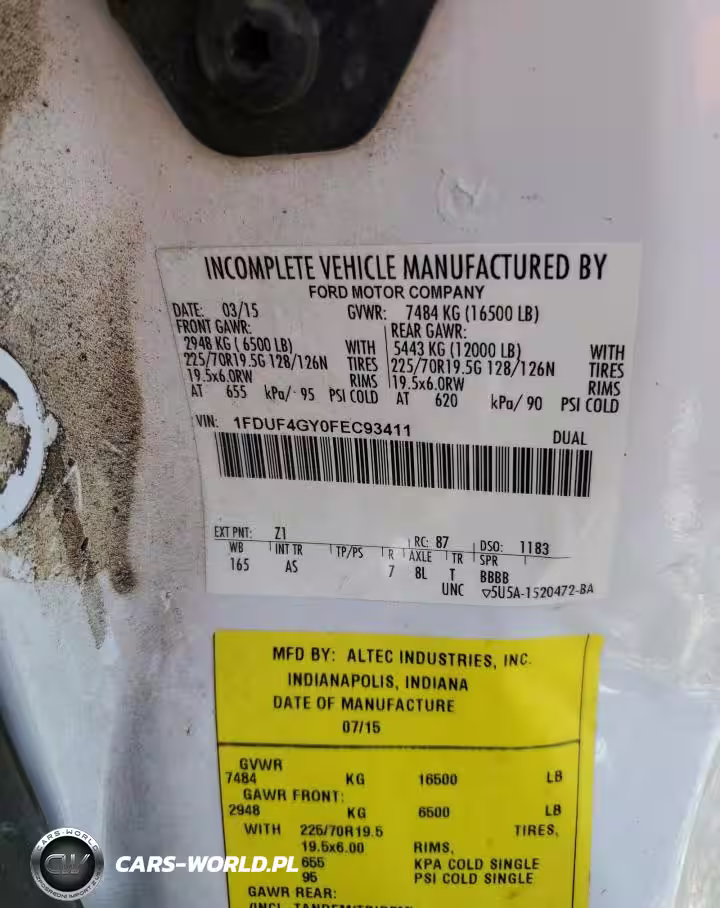 INCOMPLETE VEHICLE MANUFACTURED BY
FORD MOTOR COMPANY
DATE: 03/15 GVWR: 7484 KG (16500 LB)
FRONT GAWR: REAR GAWR:
2948 KG ( 6500 LB) WITH 5443 KG (12000 LB) WITH
225/70R19.5G 128/126N TIRES 225/70R19.5G 128/126N TIRES
19.5x6.0RW RIMS 19.5x6.0RW RIMS
AT 655 kPa/ 95 PSI COLD AT 620 kPa/ 90 PSI COLD
VIN: 1FDUF4GY0FEC93411
DUAL
EXT PNT: Z1 RC: 87 DSO: 1183
WB INT TR TP/PS R AXLE TR SPR
165 AS 7 8L T BBBB
UNC ▽5U5A-1520472-BA
MFD BY: ALTEC INDUSTRIES, INC.
INDIANAPOLIS, INDIANA
DATE OF MANUFACTURE
07/15
GVWR
7484 KG 16500 LB
GAWR FRONT:
2948 KG 6500 LB
WITH 225/70R19.5 TIRES,
19.5x6.00 RIMS,
655 KPA COLD SINGLE
95 PSI COLD SINGLE
GAWR REAR:
CARS-WORLD
CW
CARS-WORLD.PL